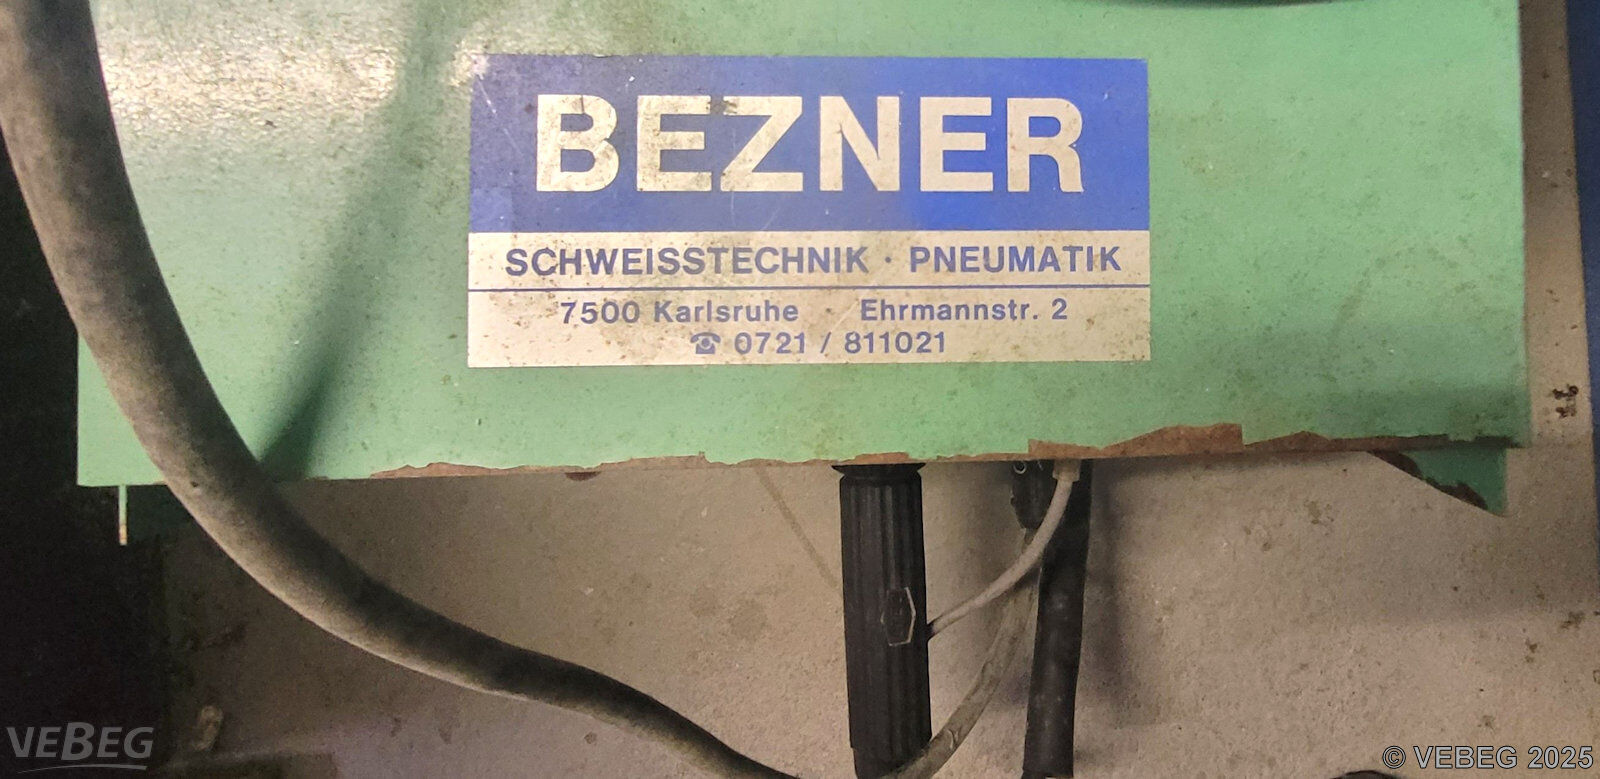 BEZNER
SCHWEISSTECHNIK · PNEUMATIK
7500 Karlsruhe Ehrmannstr. 2
☎ 0721 / 811021
VEBEG
© VEBEG 2025